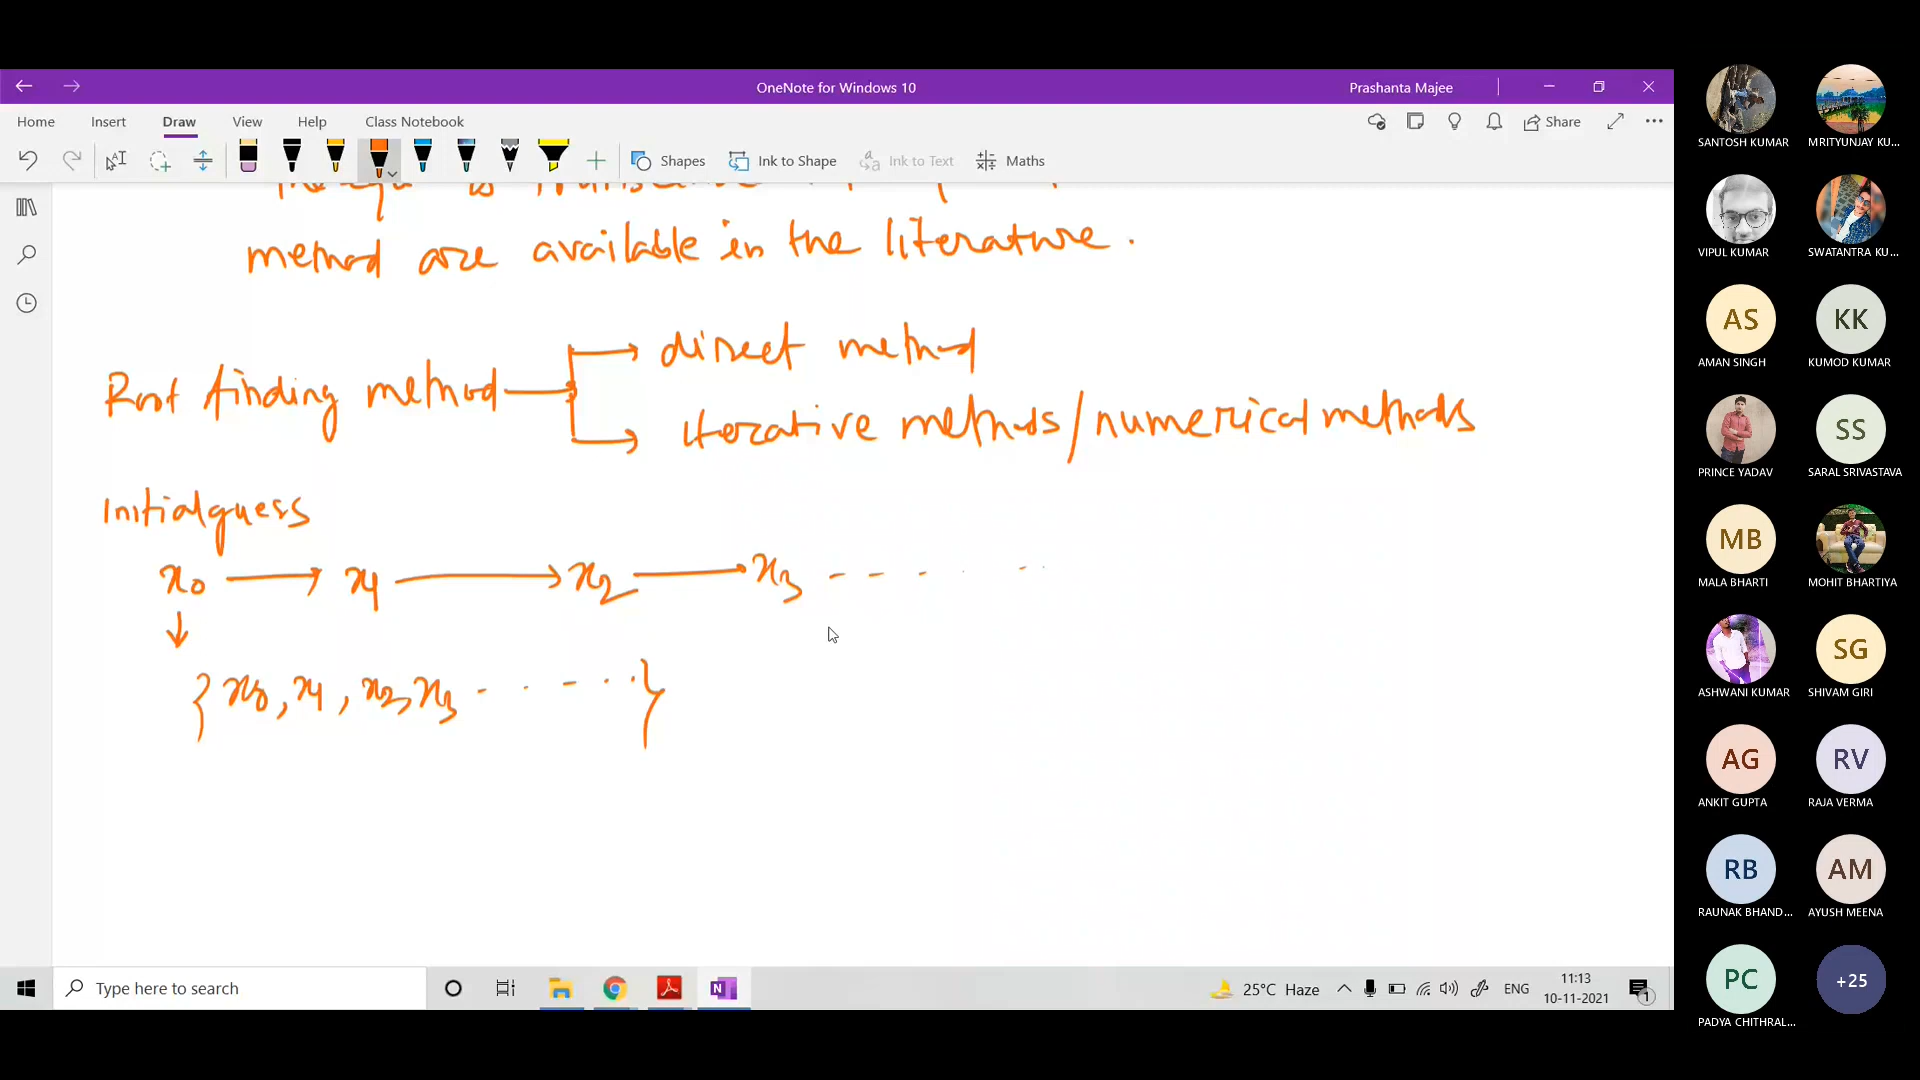 OneNote for Windows 10
Prashanta Majee
Home Insert Draw View Help Class Notebook
Share
Shapes Ink to Shape Ink to Text Maths
method are available in the literature.
Root finding method
direct method
iterative methods/numerical methods
Initial guess
x0 → x1 → x2 → x3 - - - - -
{x0, x1, x2, x3 - - - - - }
Type here to search
25°C Haze
ENG
11:13
10-11-2021
1
SANTOSH KUMAR
MRITYUNJAY KU...
VIPUL KUMAR
SWATANTRA KU...
AS
KK
AMAN SINGH
KUMOD KUMAR
SS
PRINCE YADAV
SARAL SRIVASTAVA
MB
MALA BHARTI
MOHIT BHARTIYA
SG
ASHWANI KUMAR
SHIVAM GIRI
AG
RV
ANKIT GUPTA
RAJA VERMA
RB
AM
RAUNAK BHAND...
AYUSH MEENA
PC
+25
PADYA CHITHRAL...